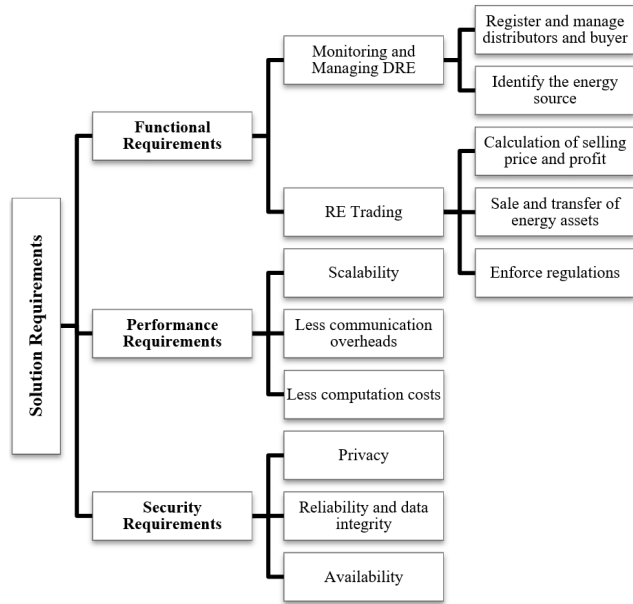 Solution Requirements
Functional
Requirements
Monitoring and
Managing DRE
Register and manage
distributors and buyer
Identify the energy
source
RE Trading
Calculation of selling
price and profit
Sale and transfer of
energy assets
Enforce regulations
Performance
Requirements
Scalability
Less communication
overheads
Less computation costs
Security
Requirements
Privacy
Reliability and data
integrity
Availability